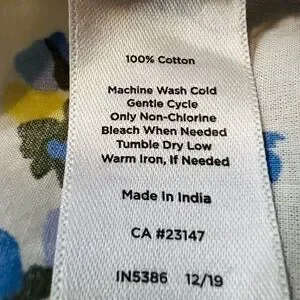 100% Cotton
Machine Wash Cold
Gentle Cycle
Only Non-Chlorine
Bleach When Needed
Tumble Dry Low
Warm Iron, If Needed
Made In India
CA #23147
IN5386 12/19